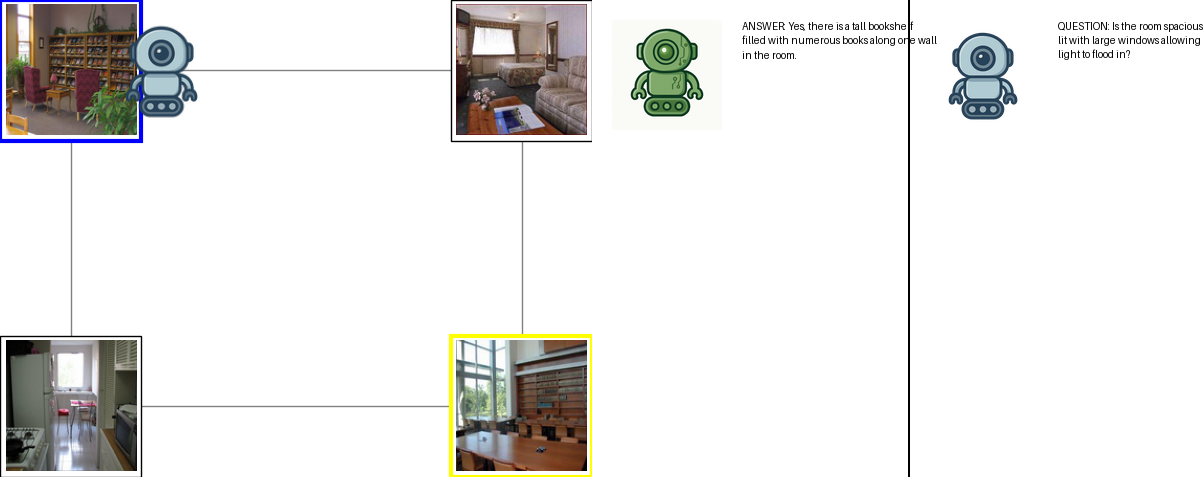 ANSWER: Yes, there is a tall bookshelf
filled with numerous books along one wall
in the room.
QUESTION: Is the room spacious
lit with large windows allowing
light to flood in?